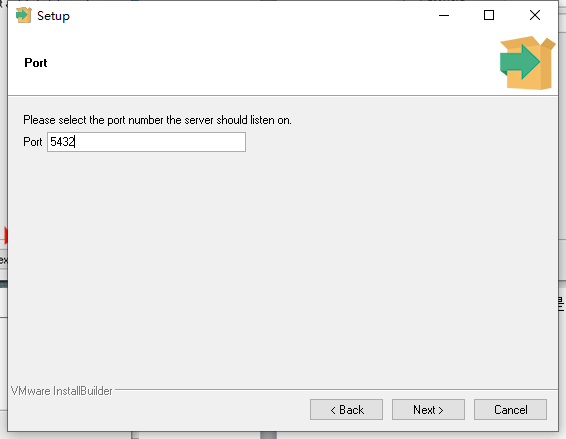 Setup
Port
Please select the port number the server should listen on.
Port 5432
VMware InstallBuilder
< Back Next > Cancel